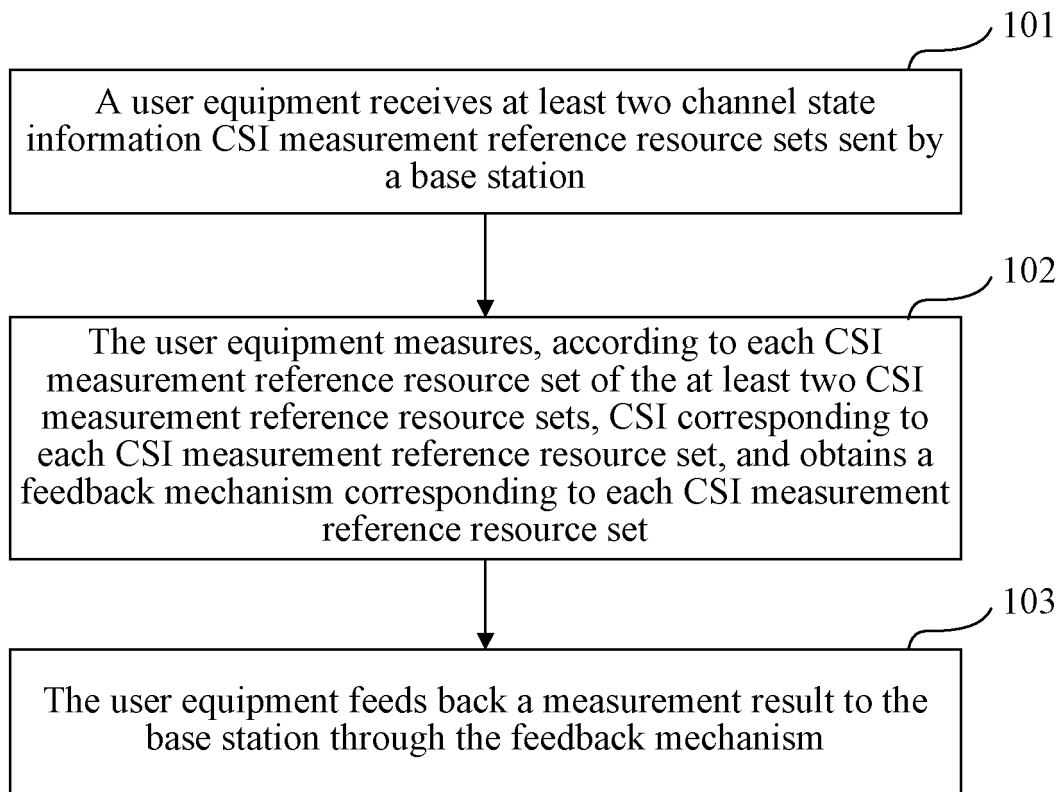 101
A user equipment receives at least two channel state
information CSI measurement reference resource sets sent by
a base station
102
The user equipment measures, according to each CSI
measurement reference resource set of the at least two CSI
measurement reference resource sets, CSI corresponding to
each CSI measurement reference resource set, and obtains a
feedback mechanism corresponding to each CSI measurement
reference resource set
103
The user equipment feeds back a measurement result to the
base station through the feedback mechanism